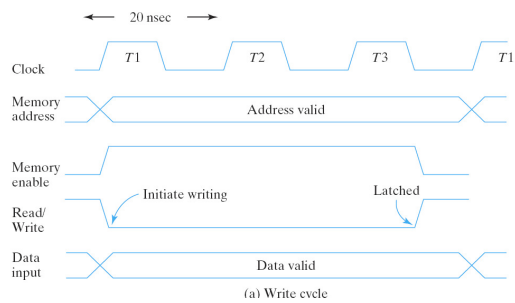 20 nsec
Clock T1 T2 T3 T1
Memory
address Address valid
Memory
enable
Initiate writing Latched
Read/
Write
Data
input Data valid
(a) Write cycle